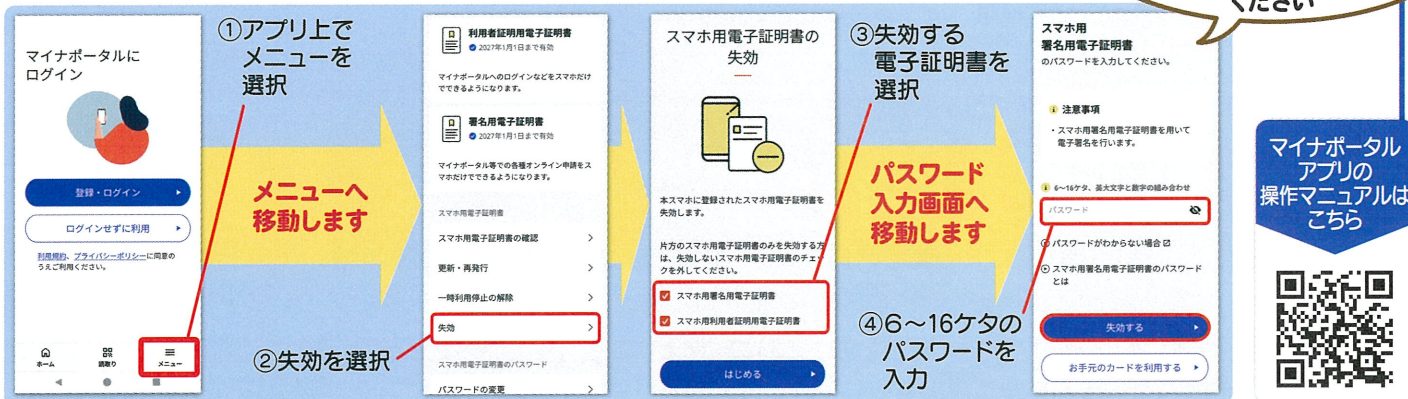 ください
マイナポータルに
ログイン
登録・ログイン
ログインせずに利用
利用規約、プライバシーポリシーに同意の
うえご利用ください。
ホーム
読取り
メニュー
①アプリ上で
メニューを
選択
メニューへ
移動します
②失効を選択
利用者証明用電子証明書
2027年1月1日まで有効
マイナポータルへのログインなどをスマホだけ
でできるようになります。
署名用電子証明書
2027年1月1日まで有効
マイナポータル等での各種オンライン申請をス
マホだけでできるようになります。
スマホ用電子証明書
スマホ用電子証明書の確認
更新・再発行
一時利用停止の解除
失効
スマホ用電子証明書のパスワード
パスワードの変更
スマホ用電子証明書の
失効
本スマホに登録されたスマホ用電子証明書を
失効します。
片方のスマホ用電子証明書のみを失効する方
は、失効しないスマホ用電子証明書のチェッ
クを外してください。
スマホ用署名用電子証明書
スマホ用利用者証明用電子証明書
はじめる
③失効する
電子証明書を
選択
パスワード
入力画面へ
移動します
④6～16ケタの
パスワードを
入力
スマホ用
署名用電子証明書
のパスワードを入力してください。
注意事項
・スマホ用署名用電子証明書を用いて
電子署名を行います。
6〜16ケタ、英大文字と数字の組み合わせ
パスワード
パスワードがわからない場合
スマホ用署名用電子証明書のパスワード
とは
失効する
お手元のカードを利用する
マイナポータル
アプリの
操作マニュアルは
こちら